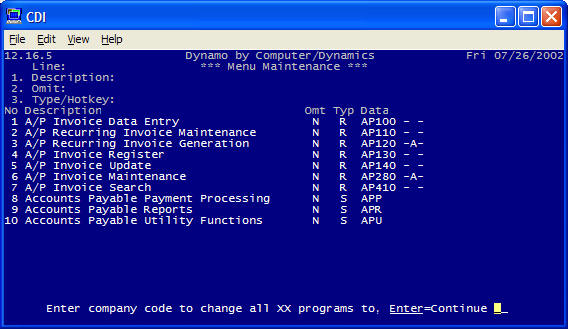 CDI
File Edit View Help
12.16.5 Dynamo by Computer/Dynamics Fri 07/26/2002
Line: *** Menu Maintenance ***
1. Description:
2. Omit:
3. Type/Hotkey:
No Description Omt Typ Data
1 A/P Invoice Data Entry N R AP100 - -
2 A/P Recurring Invoice Maintenance N R AP110 - -
3 A/P Recurring Invoice Generation N R AP120 -A-
4 A/P Invoice Register N R AP130 - -
5 A/P Invoice Update N R AP140 - -
6 A/P Invoice Maintenance N R AP280 -A-
7 A/P Invoice Search N R AP410 - -
8 Accounts Payable Payment Processing N S APP
9 Accounts Payable Reports N S APR
10 Accounts Payable Utility Functions N S APU
Enter company code to change all XX programs to, Enter=Continue _